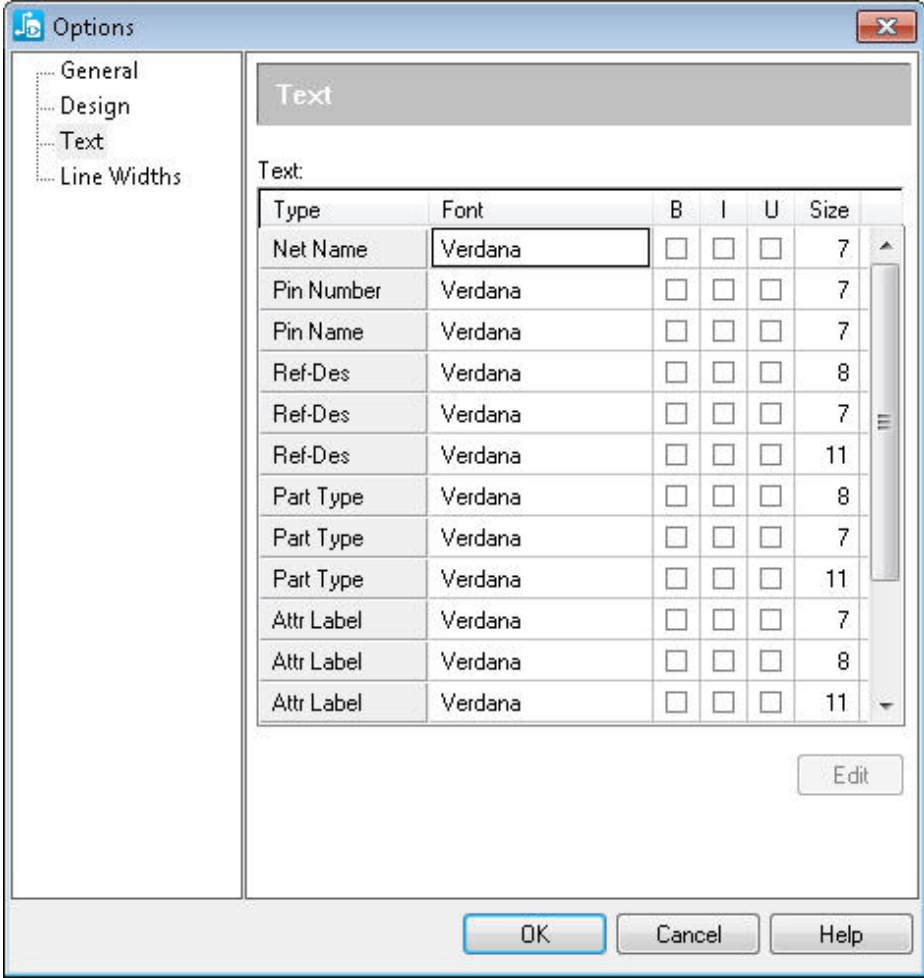 Options
General
Design
Text
Line Widths
Text
Text:
Type Font B I U Size
Net Name Verdana 7
Pin Number Verdana 7
Pin Name Verdana 7
Ref-Des Verdana 8
Ref-Des Verdana 7
Ref-Des Verdana 11
Part Type Verdana 8
Part Type Verdana 7
Part Type Verdana 11
Attr Label Verdana 7
Attr Label Verdana 8
Attr Label Verdana 11
Edit
OK Cancel Help